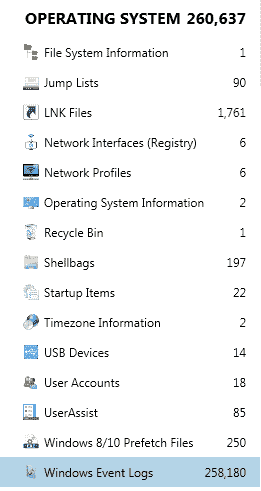 OPERATING SYSTEM 260,637
File System Information 1
Jump Lists 90
LNK Files 1,761
Network Interfaces (Registry) 6
Network Profiles 6
Operating System Information 2
Recycle Bin 1
Shellbags 197
Startup Items 22
Timezone Information 2
USB Devices 14
User Accounts 18
UserAssist 85
Windows 8/10 Prefetch Files 250
Windows Event Logs 258,180